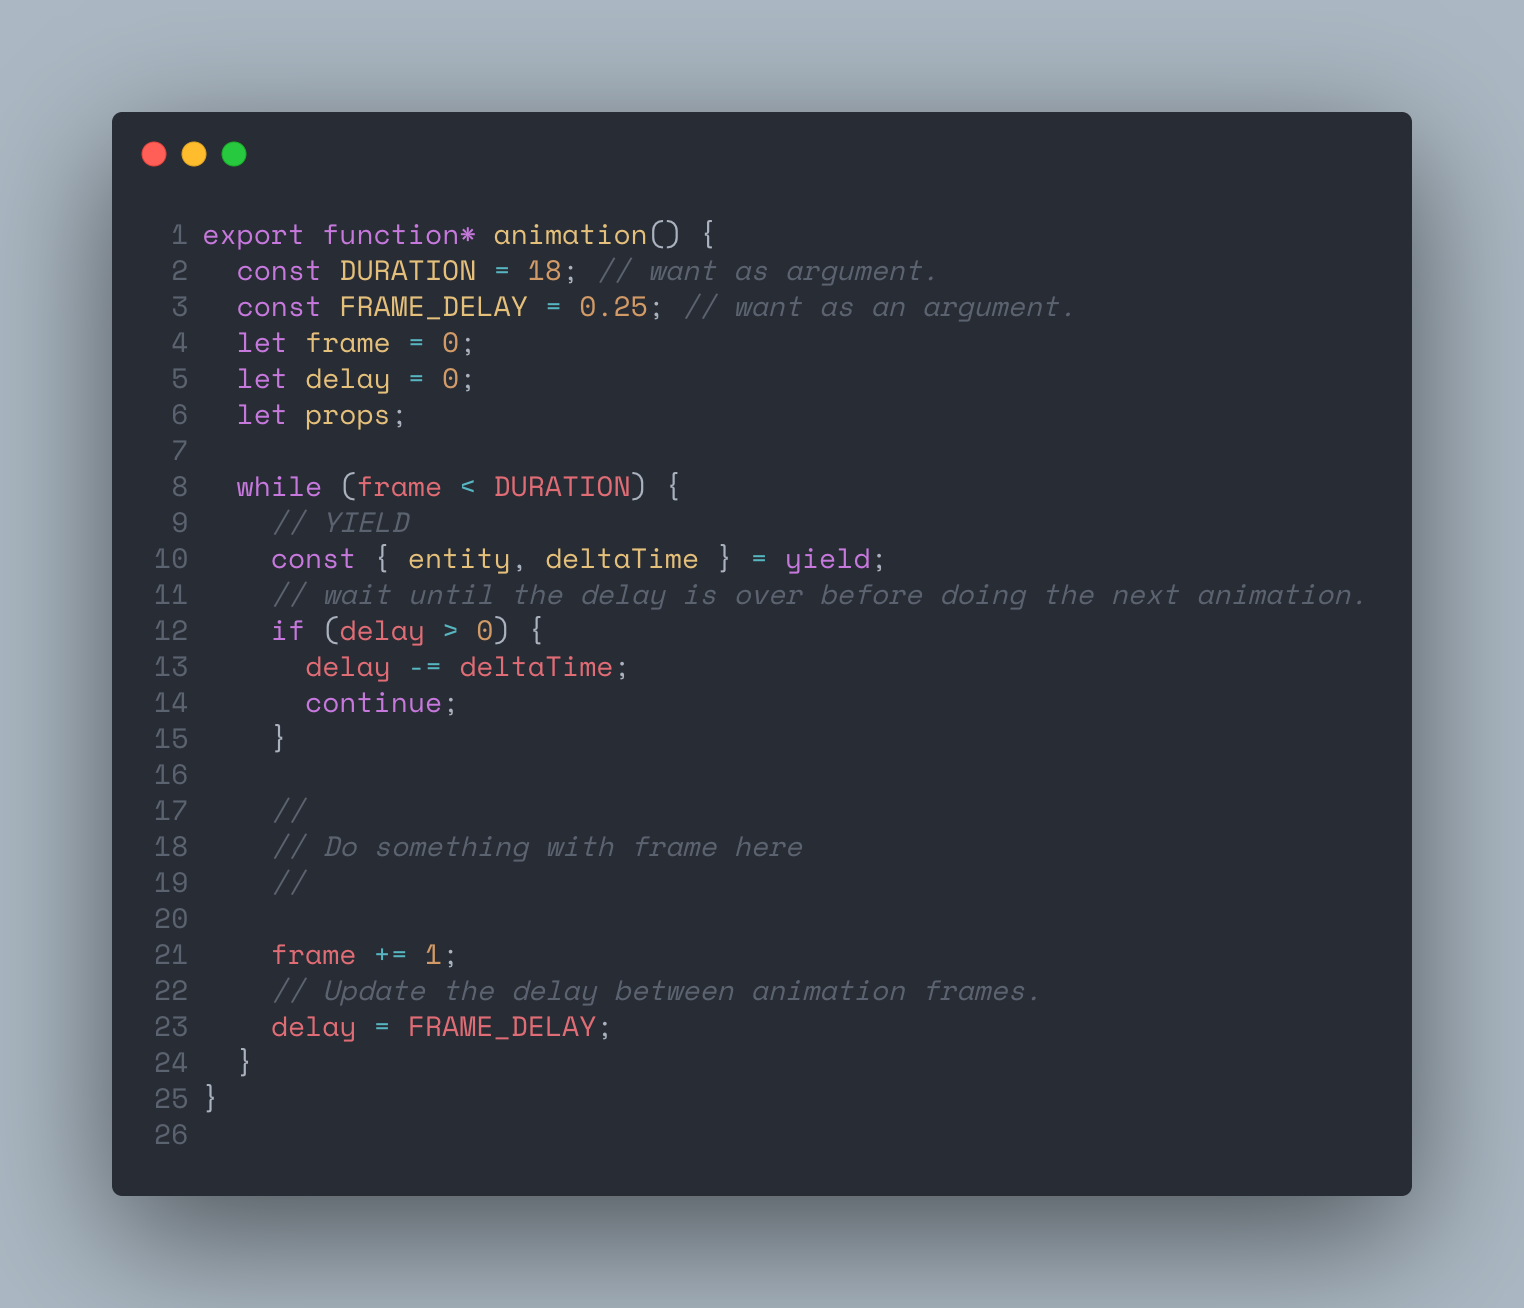 1 export function* animation() {
2   const DURATION = 18; // want as argument.
3   const FRAME_DELAY = 0.25; // want as an argument.
4   let frame = 0;
5   let delay = 0;
6   let props;
7
8   while (frame < DURATION) {
9     // YIELD
10     const { entity, deltaTime } = yield;
11     // wait until the delay is over before doing the next animation.
12     if (delay > 0) {
13       delay -= deltaTime;
14       continue;
15     }
16
17     //
18     // Do something with frame here
19     //
20
21     frame += 1;
22     // Update the delay between animation frames.
23     delay = FRAME_DELAY;
24   }
25 }
26